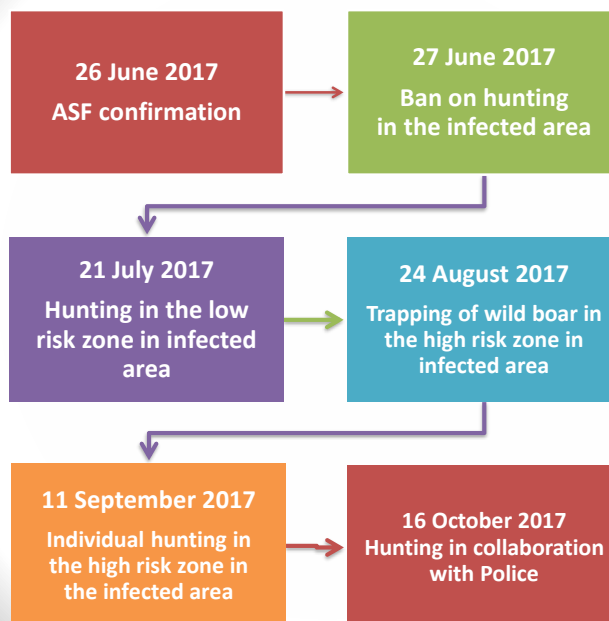 26 June 2017
ASF confirmation
27 June 2017
Ban on hunting
in the infected area
21 July 2017
Hunting in the low
risk zone in infected
area
24 August 2017
Trapping of wild boar in
the high risk zone in
infected area
11 September 2017
Individual hunting in
the high risk zone in
the infected area
16 October 2017
Hunting in collaboration
with Police